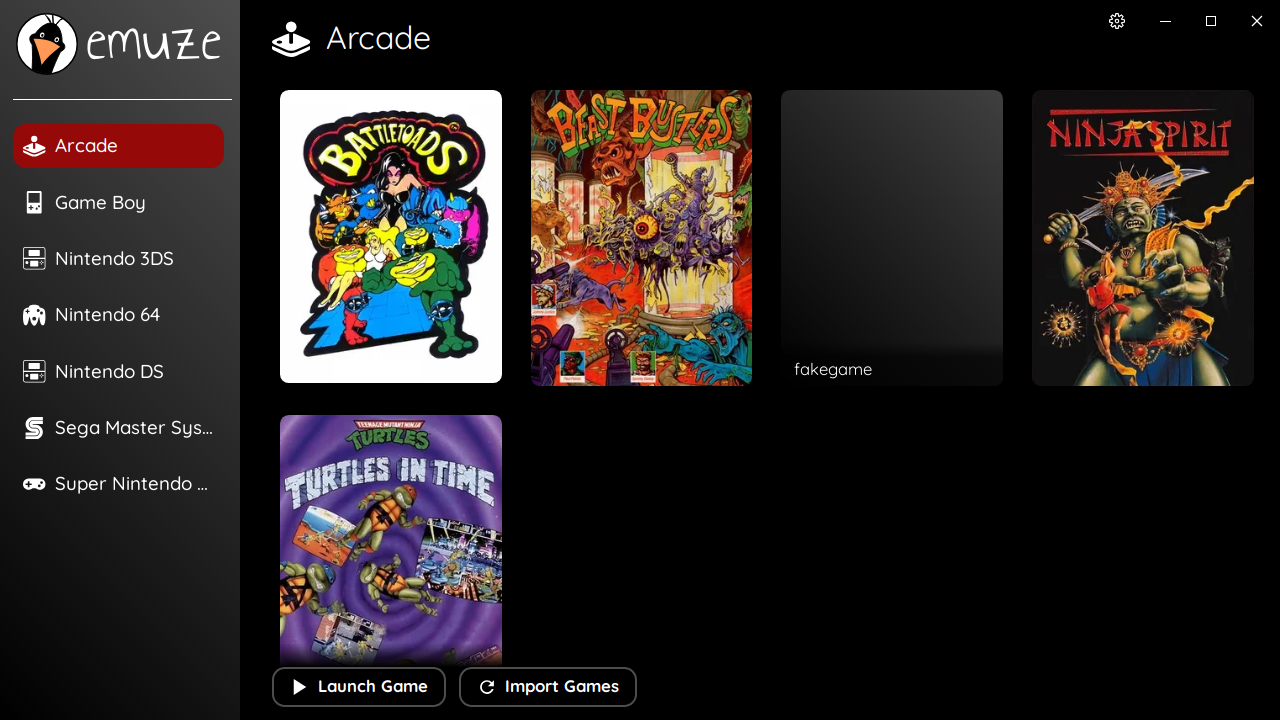 emuze
Arcade
Arcade
Game Boy
Nintendo 3DS
Nintendo 64
Nintendo DS
Sega Master Sys...
Super Nintendo ...
BATTLETOADS
BEAST BUSTERS
fakegame
NINJA SPIRIT
TEENAGE MUTANT NINJA
TURTLES
TURTLES IN TIME
Launch Game
Import Games